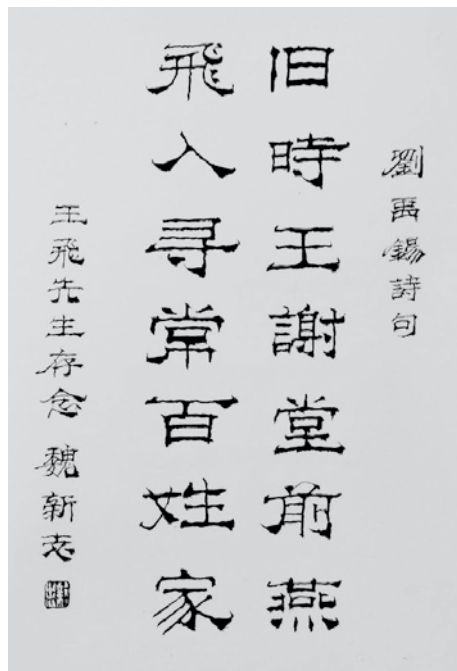 劉禹錫詩句
旧時王謝堂前燕
飛入寻常百姓家
王飛先生存念 魏新志